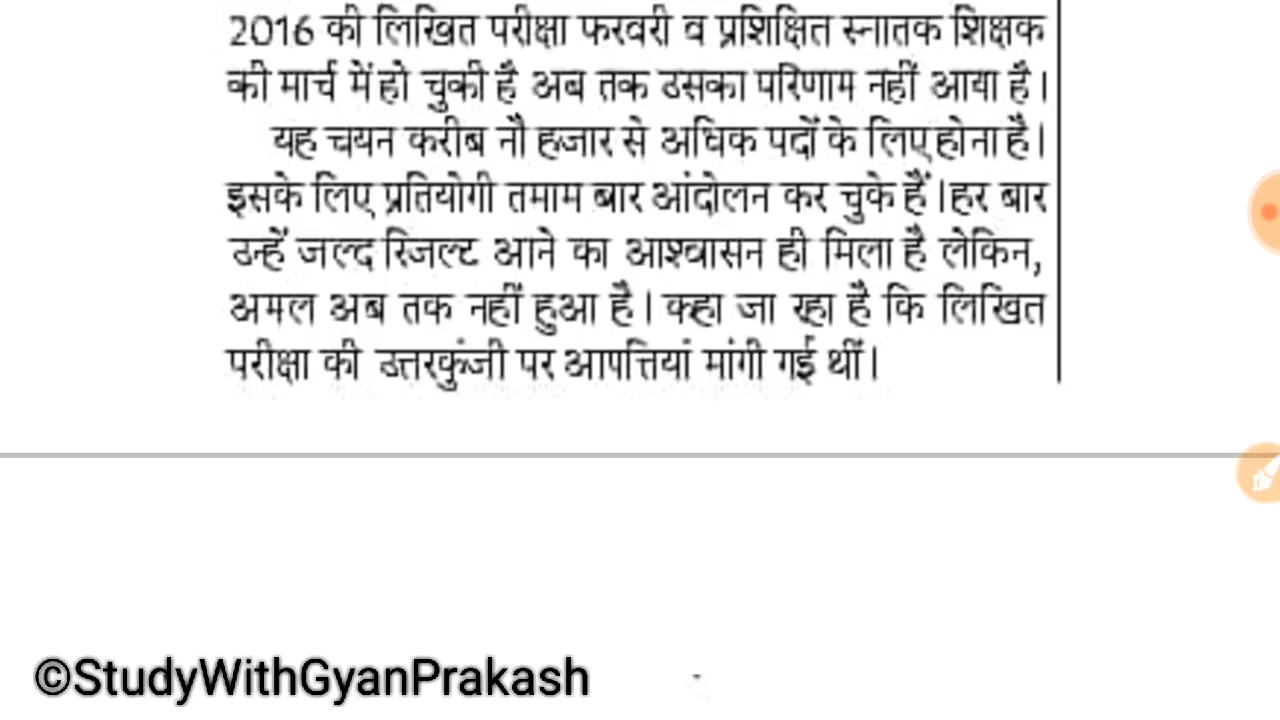 2016 की लिखित परीक्षा फरवरी व प्रशिक्षित स्नातक शिक्षक
की मार्च में हो चुकी है अब तक उसका परिणाम नहीं आया है।
यह चयन करीब नौ हजार से अधिक पदों के लिए होना है।
इसके लिए प्रतियोगी तमाम बार आंदोलन कर चुके हैं। हर बार
उन्हें जल्द रिजल्ट आने का आश्वासन ही मिला है लेकिन,
अमल अब तक नहीं हुआ है। कहा जा रहा है कि लिखित
परीक्षा की उत्तरकुंजी पर आपत्तियां मांगी गई थीं।
©StudyWithGyanPrakash